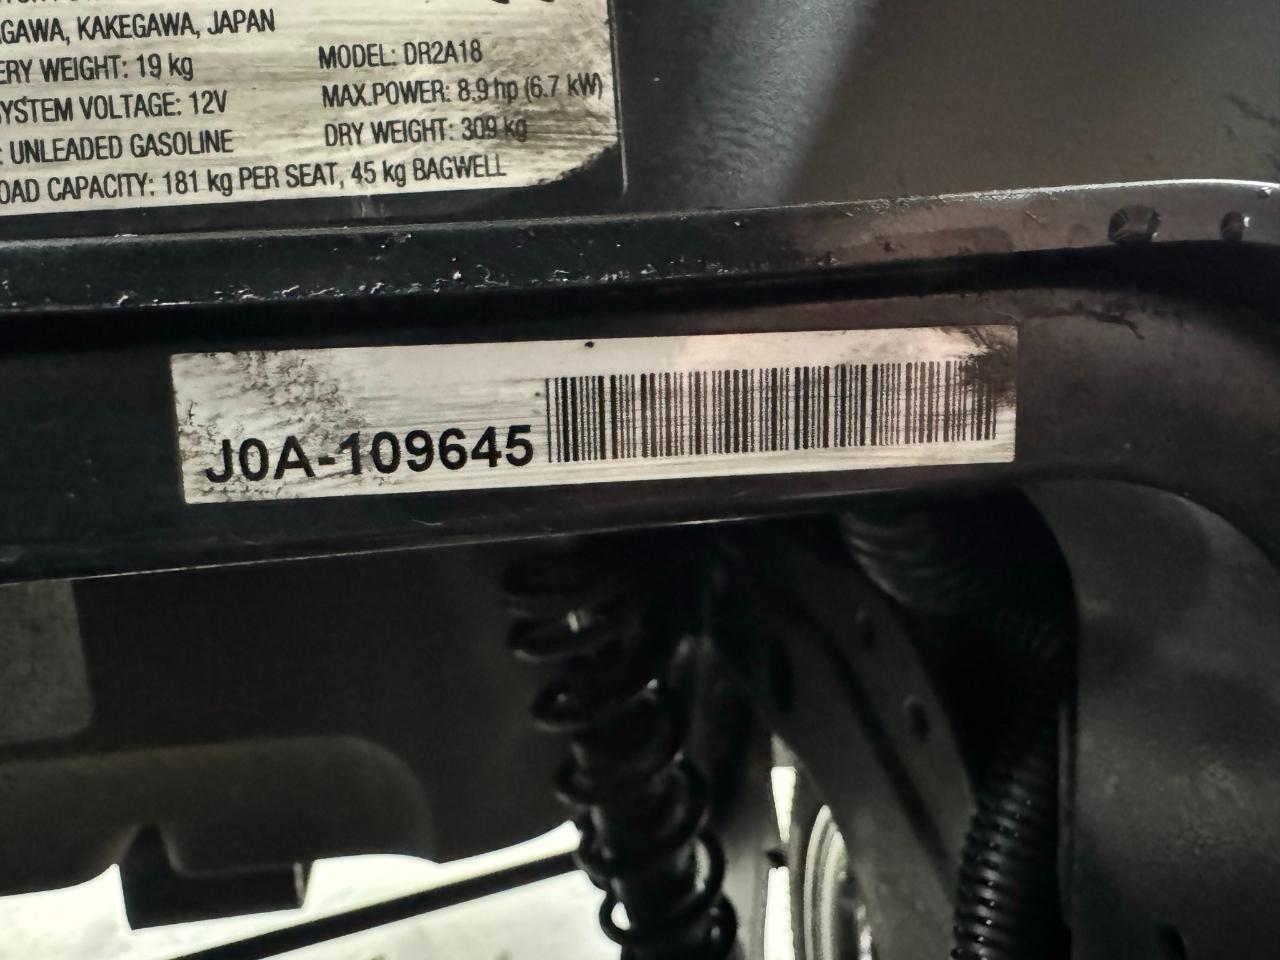 GAWA, KAKEGAWA, JAPAN
ERY WEIGHT: 19 kg
MODEL: DR2A18
SYSTEM VOLTAGE: 12V
MAX.POWER: 8.9 hp (6.7 kW)
: UNLEADED GASOLINE
DRY WEIGHT: 309 kg
OAD CAPACITY: 181 kg PER SEAT, 45 kg BAGWELL
J0A-109645